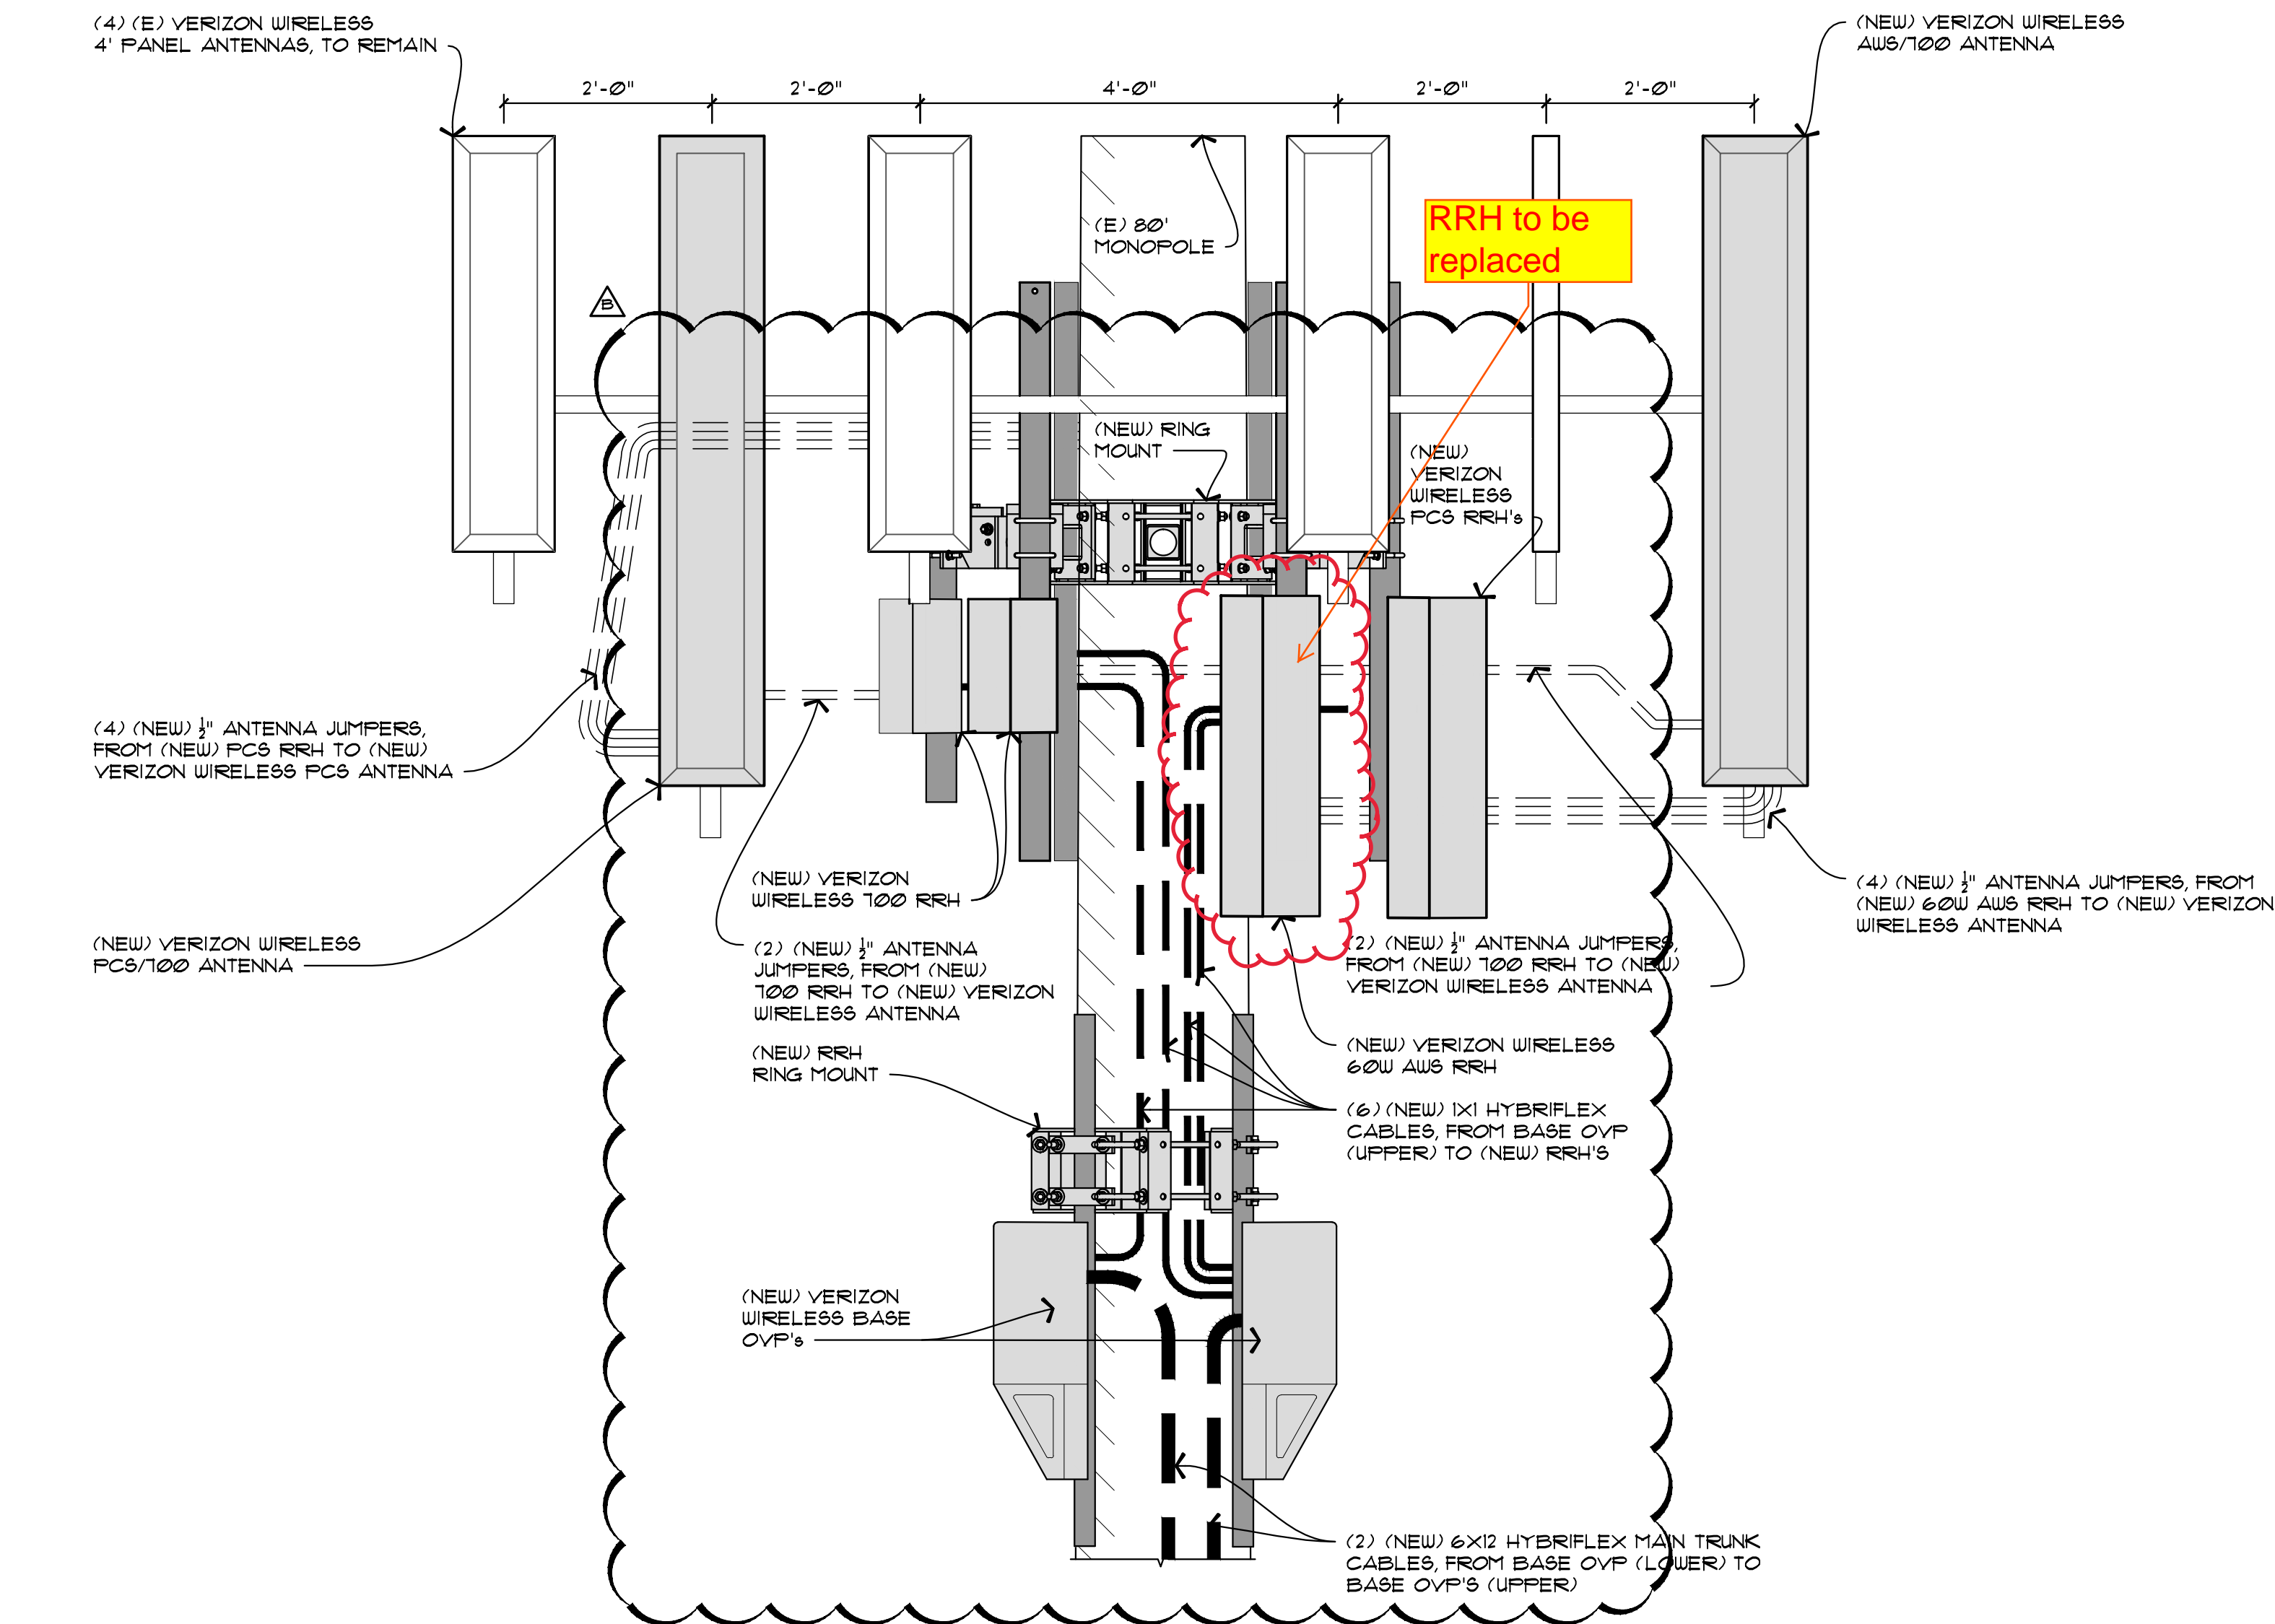 (4) (E) VERIZON WIRELESS
4' PANEL ANTENNAS, TO REMAIN
(NEW) VERIZON WIRELESS
AWS/700 ANTENNA
2'-0"
2'-0"
4'-0"
2'-0"
2'-0"
(E) 80'
MONOPOLE
RRH to be
replaced
B
(NEW) RING
MOUNT
(NEW)
VERIZON
WIRELESS
PCS RRH's
(4) (NEW) ½" ANTENNA JUMPERS,
FROM (NEW) PCS RRH TO (NEW)
VERIZON WIRELESS PCS ANTENNA
(NEW) VERIZON WIRELESS
PCS/700 ANTENNA
(NEW) VERIZON
WIRELESS 700 RRH
(2) (NEW) ½" ANTENNA
JUMPERS, FROM (NEW)
700 RRH TO (NEW) VERIZON
WIRELESS ANTENNA
(NEW) RRH
RING MOUNT
(4) (NEW) ½" ANTENNA JUMPERS, FROM
(NEW) 60W AWS RRH TO (NEW) VERIZON
WIRELESS ANTENNA
(2) (NEW) ½" ANTENNA JUMPERS,
FROM (NEW) 700 RRH TO (NEW)
VERIZON WIRELESS ANTENNA
(NEW) VERIZON WIRELESS
60W AWS RRH
(6) (NEW) 1X1 HYBRIFLEX
CABLES, FROM BASE OVP
(UPPER) TO (NEW) RRH'S
(NEW) VERIZON
WIRELESS BASE
OVP's
(2) (NEW) 6X12 HYBRIFLEX MAIN TRUNK
CABLES, FROM BASE OVP (LOWER) TO
BASE OVP'S (UPPER)